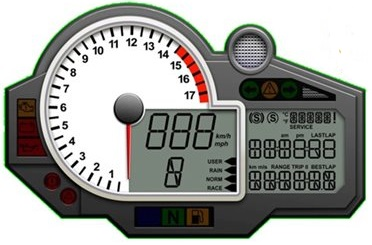 1
2
3
4
5
6
7
8
9
10
11
12
13
14
15
16
17
888 km/h
mph
8
USER
RAIN
NORM
RACE
(S) (S) °C
°F
SERVICE
LASTLAP
am pm
km m/s RANGE TRIP II BESTLAP
N